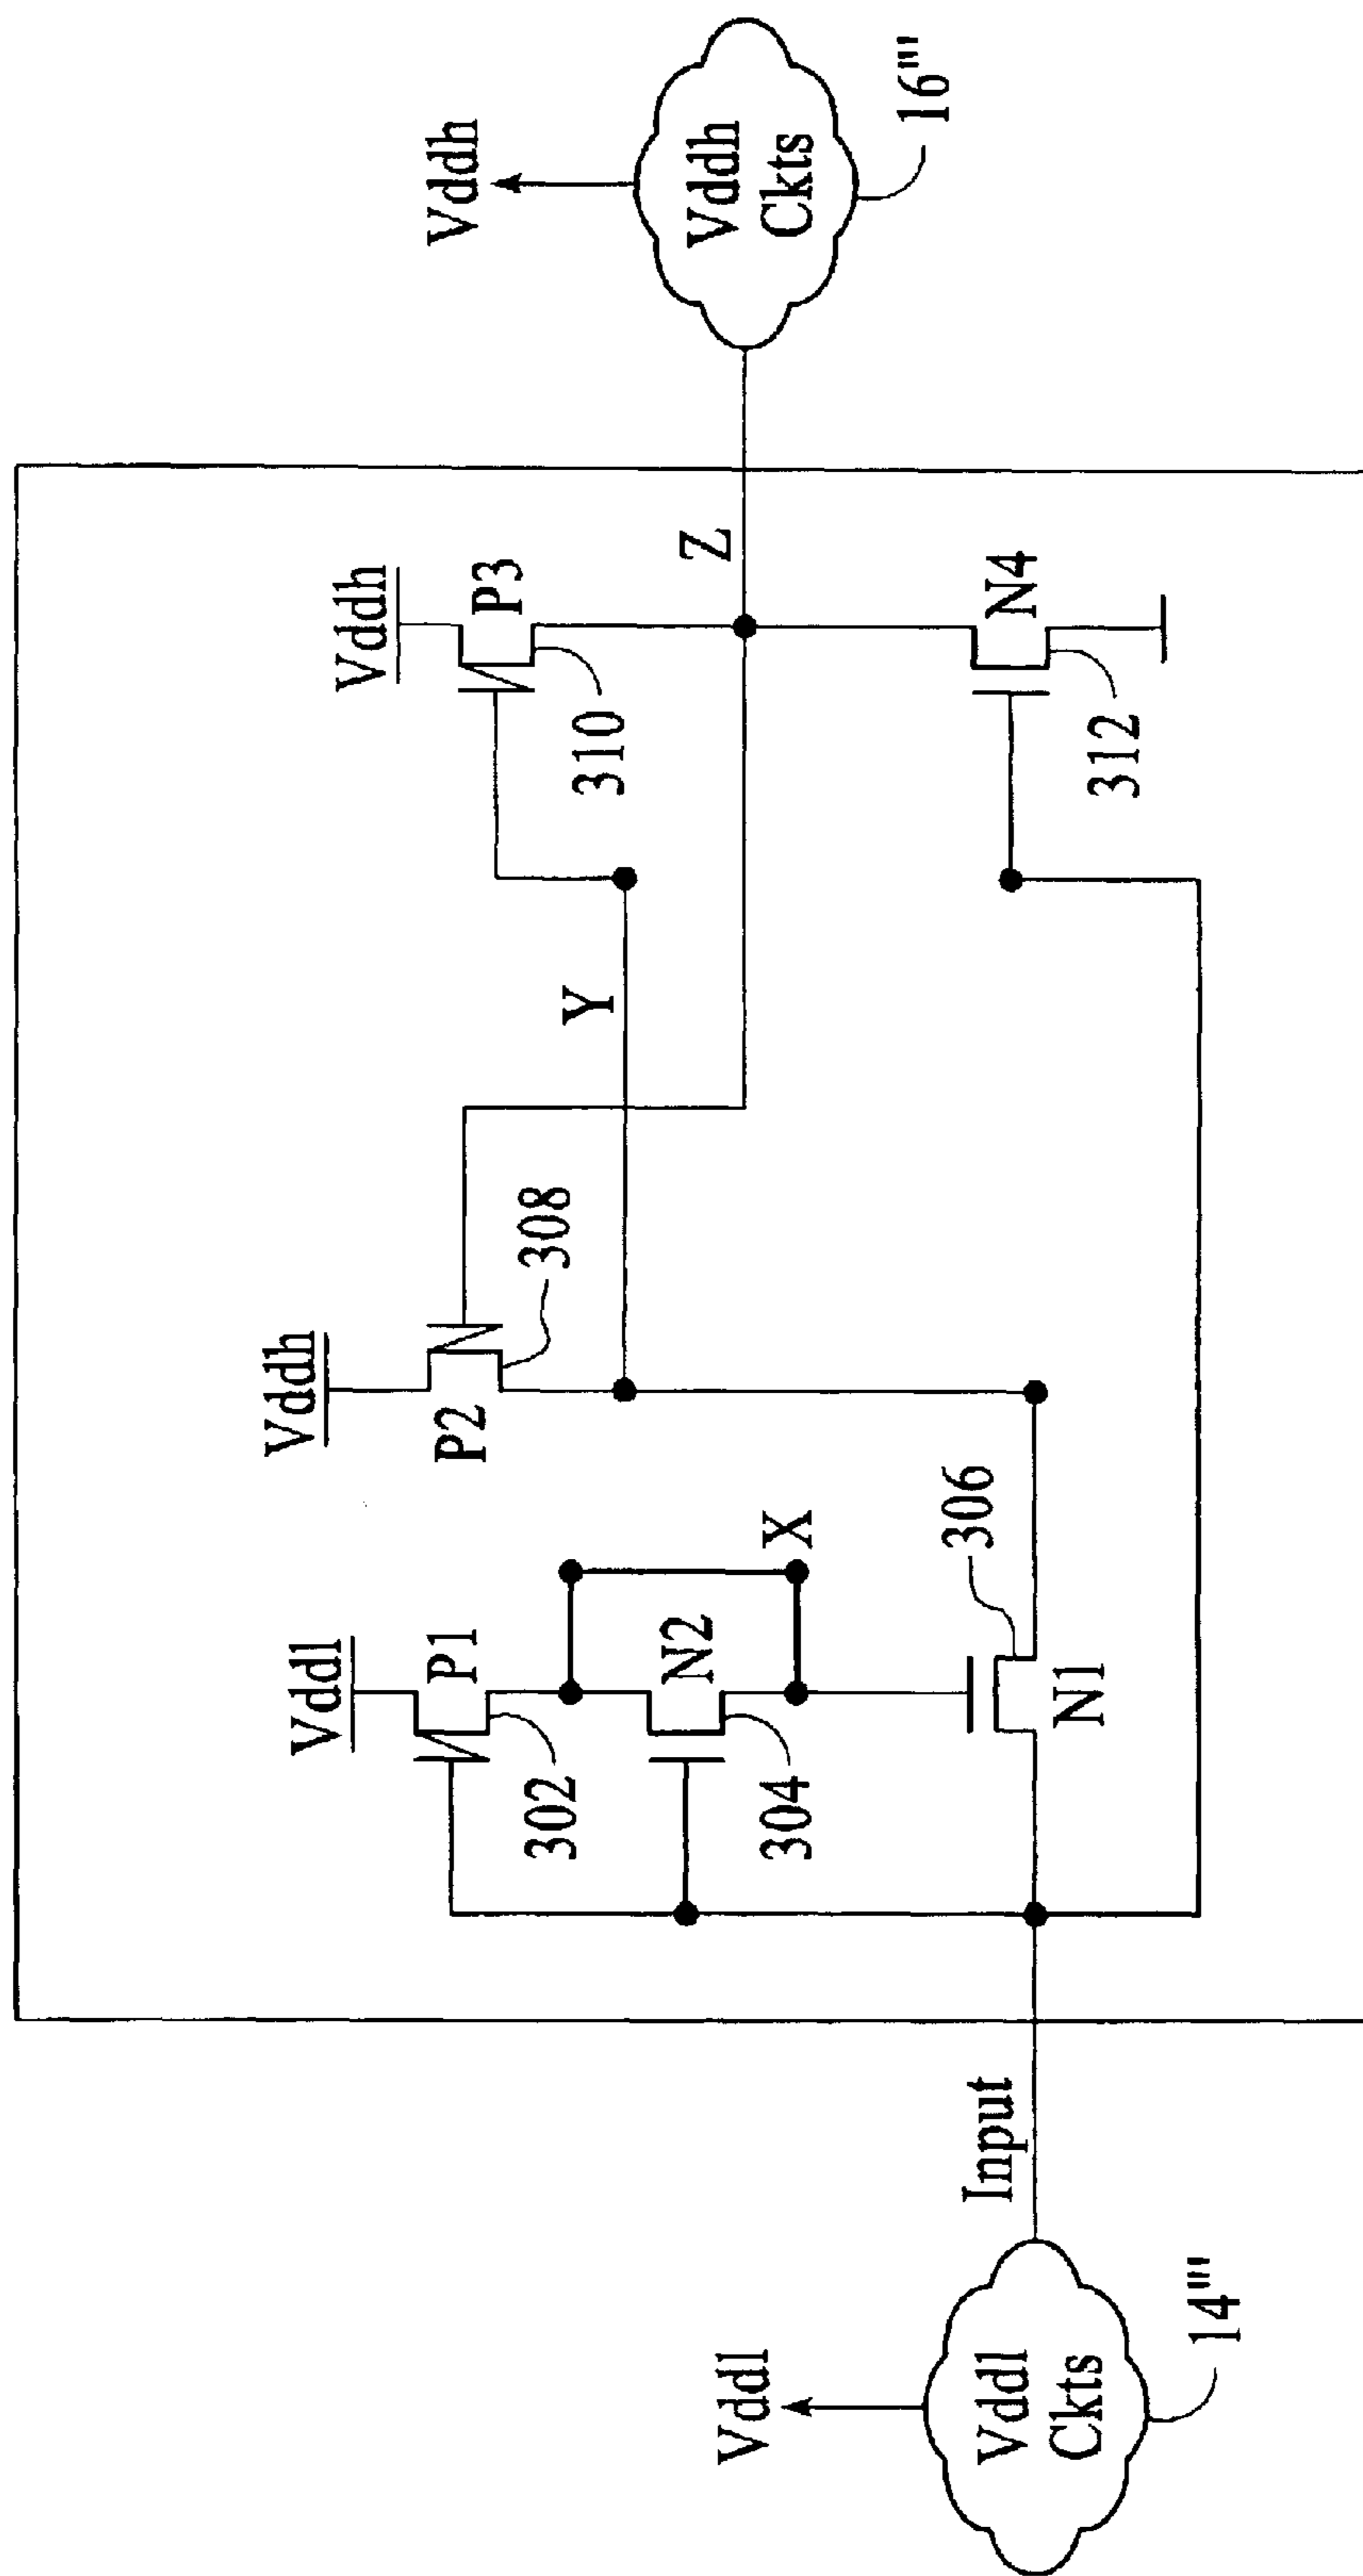 Vddl
Vddl
Ckts
14'''
Input
Vddl
P1
302
N2
304
X
306
N1
Vddh
P2
308
Y
Vddh
P3
310
Z
N4
312
Vddh
Vddh
Ckts
16'''